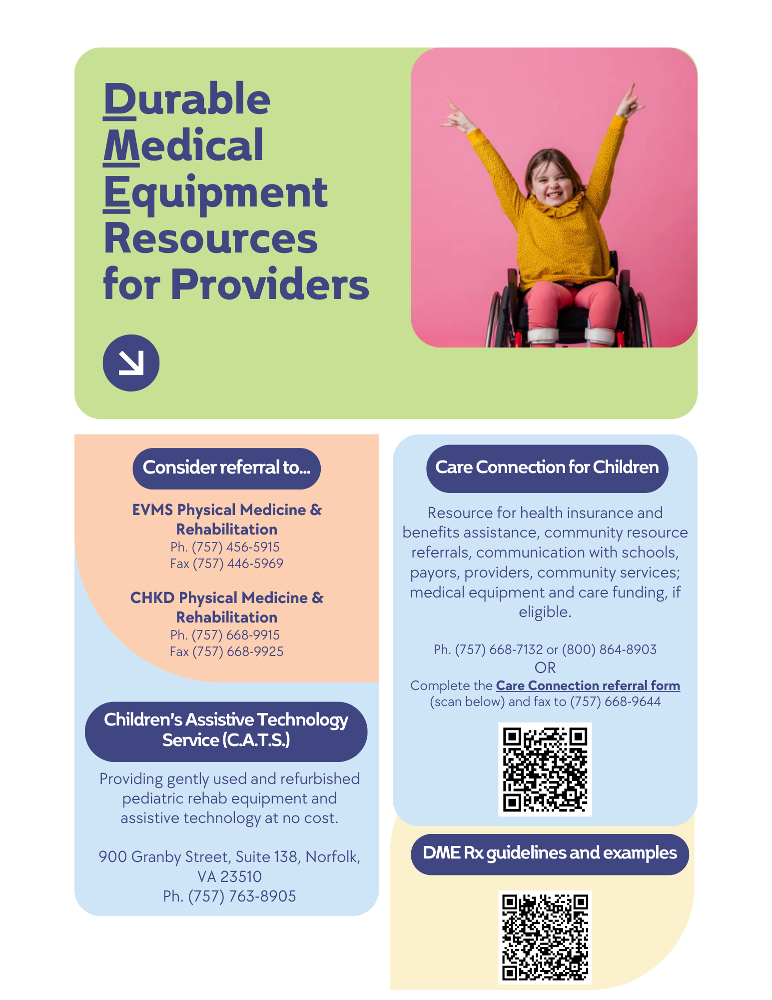 Durable
Medical
Equipment
Resources
for Providers
Consider referral to...
EVMS Physical Medicine &
Rehabilitation
Ph. (757) 456-5915
Fax (757) 446-5969
CHKD Physical Medicine &
Rehabilitation
Ph. (757) 668-9915
Fax (757) 668-9925
Children's Assistive Technology
Service (C.A.T.S.)
Providing gently used and refurbished
pediatric rehab equipment and
assistive technology at no cost.
900 Granby Street, Suite 138, Norfolk,
VA 23510
Ph. (757) 763-8905
Care Connection for Children
Resource for health insurance and
benefits assistance, community resource
referrals, communication with schools,
payors, providers, community services;
medical equipment and care funding, if
eligible.
Ph. (757) 668-7132 or (800) 864-8903
OR
Complete the Care Connection referral form
(scan below) and fax to (757) 668-9644
DME Rx guidelines and examples